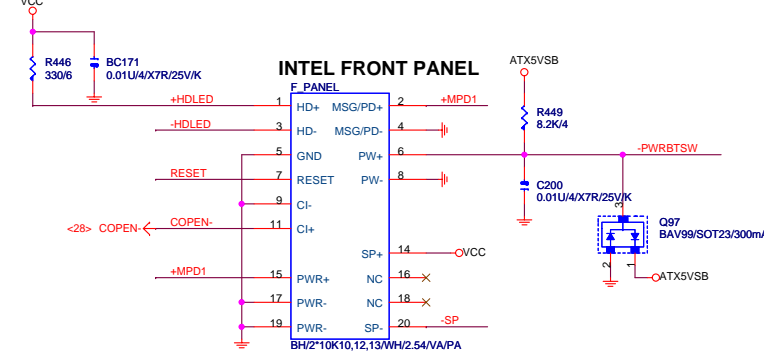 VCC
R446
330/6
BC171
0.01U/4/X7R/25V/K
INTEL FRONT PANEL
F_PANEL
ATX5VSB
R449
8.2K/4
+HDLED 1 HD+ MSG/PD+ 2 +MPD1
-HDLED 3 HD- MSG/PD- 4
5 GND PW+ 6 -PWRBTSW
RESET 7 RESET PW- 8
C200
0.01U/4/X7R/25V/K
9 CI-
<28> COPEN- COPEN- 11 CI+
3
Q97
BAV99/SOT23/300mA
SP+ 14 VCC
2 1
+MPD1 15 PWR+ NC 16
ATX5VSB
17 PWR- NC 18
19 PWR- SP- 20 -SP
BH/2*10K10,12,13/WH/2.54/VA/PA